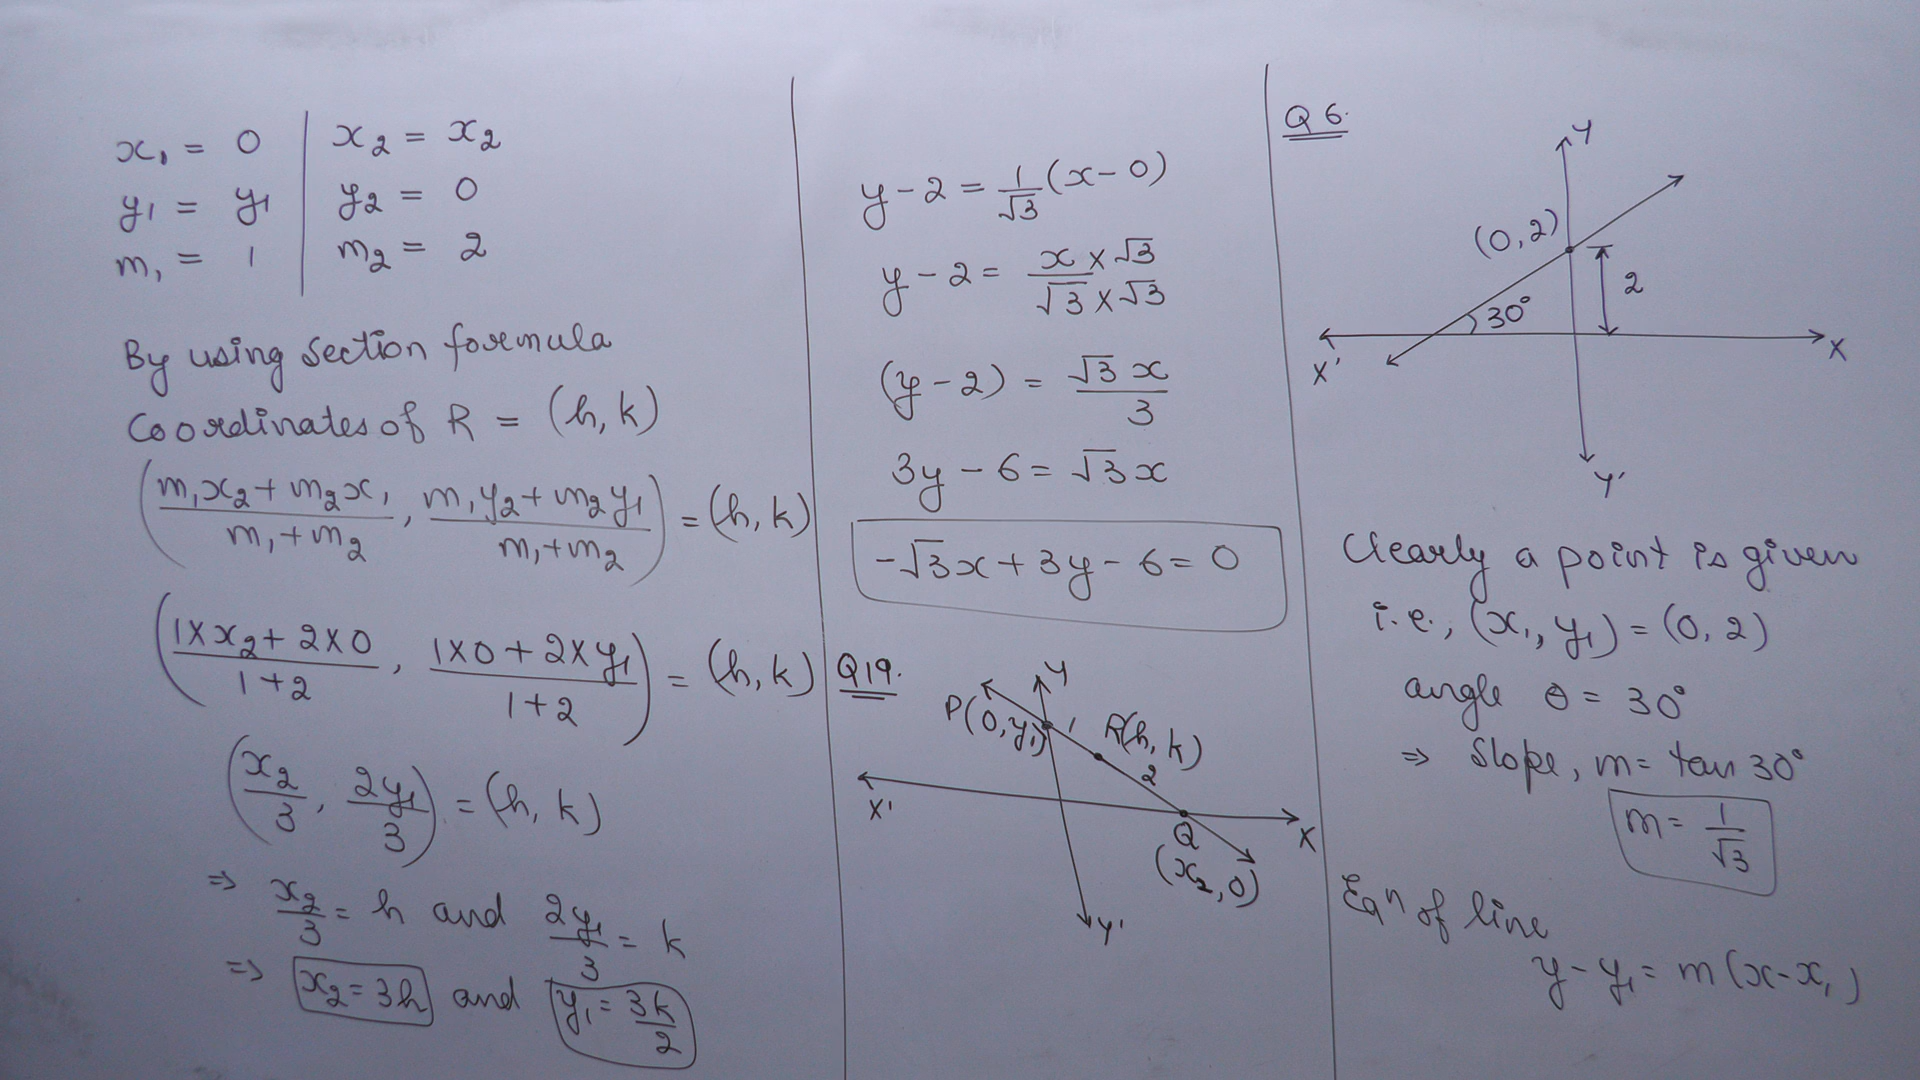 x₁ = 0 | x₂ = x₂
y₁ = y₁ | y₂ = 0
m₁ = 1 | m₂ = 2
By using Section formula
Coordinates of R = (h, k)
((m₁x₂ + m₂x₁)/(m₁ + m₂), (m₁y₂ + m₂y₁)/(m₁ + m₂)) = (h, k)
((1×x₂ + 2×0)/(1+2), (1×0 + 2×y₁)/(1+2)) = (h, k)
(x₂/3, 2y₁/3) = (h, k)
⇒ x₂/3 = h and 2y₁/3 = k
⇒ x₂ = 3h and y₁ = 3k/2
y - 2 = 1/√3 (x - 0)
y - 2 = (x × √3)/(√3 × √3)
(y - 2) = √3 x/3
3y - 6 = √3 x
-√3x + 3y - 6 = 0
Q 19.
Y
P(0, y₁)
1
R(h, k)
2
X'
X
Q
(x₂, 0)
Y'
Q 6.
Y
(0, 2)
2
30°
X'
X
Y'
Clearly a point is given
i.e., (x₁, y₁) = (0, 2)
angle θ = 30°
⇒ Slope, m = tan 30°
m = 1/√3
Eqn of line
y - y₁ = m (x - x₁)